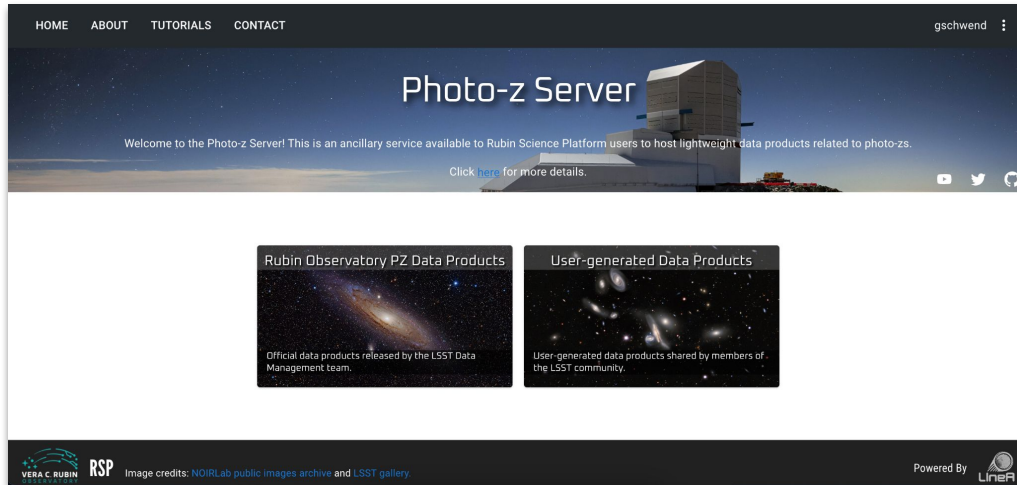 HOME ABOUT TUTORIALS CONTACT gschwend
Photo-z Server
Welcome to the Photo-z Server! This is an ancillary service available to Rubin Science Platform users to host lightweight data products related to photo-zs.
Click here for more details.
Rubin Observatory PZ Data Products
Official data products released by the LSST Data
Management team.
User-generated Data Products
User-generated data products shared by members of
the LSST community.
VERA C. RUBIN
OBSERVATORY
RSP
Image credits: NOIRLab public images archive and LSST gallery.
Powered By
LIneA